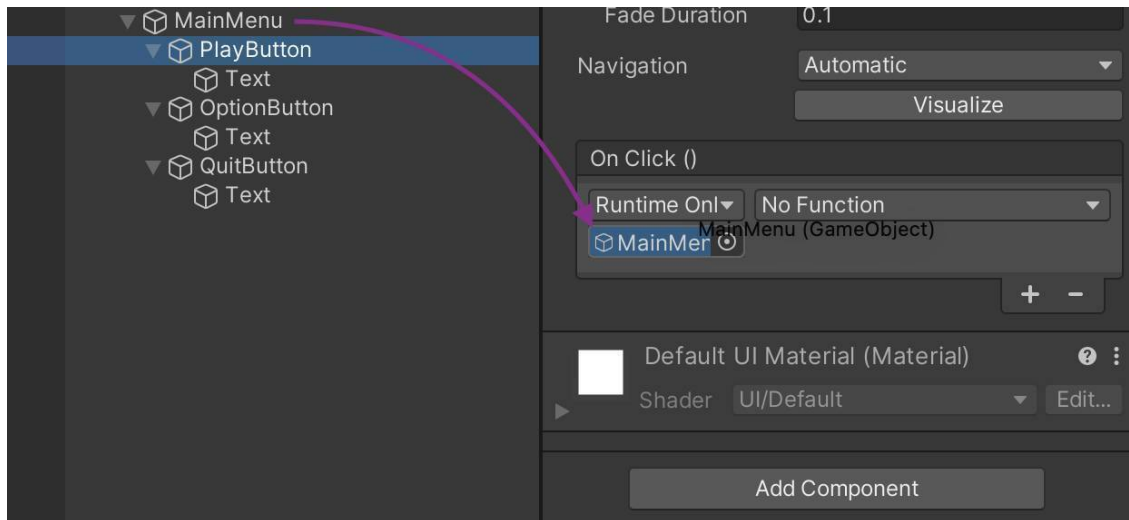 MainMenu
PlayButton
Text
OptionButton
Text
QuitButton
Text
Fade Duration 0.1
Navigation Automatic
Visualize
On Click ()
Runtime Onl No Function
MainMenu (GameObject)
MainMer
Default UI Material (Material)
Shader UI/Default Edit...
Add Component